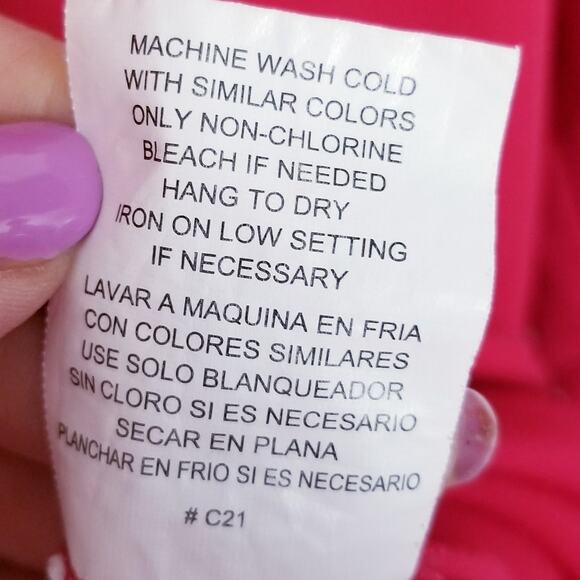 MACHINE WASH COLD
WITH SIMILAR COLORS
ONLY NON-CHLORINE
BLEACH IF NEEDED
HANG TO DRY
IRON ON LOW SETTING
IF NECESSARY
LAVAR A MAQUINA EN FRIA
CON COLORES SIMILARES
USE SOLO BLANQUEADOR
SIN CLORO SI ES NECESARIO
SECAR EN PLANA
PLANCHAR EN FRIO SI ES NECESARIO
# C21